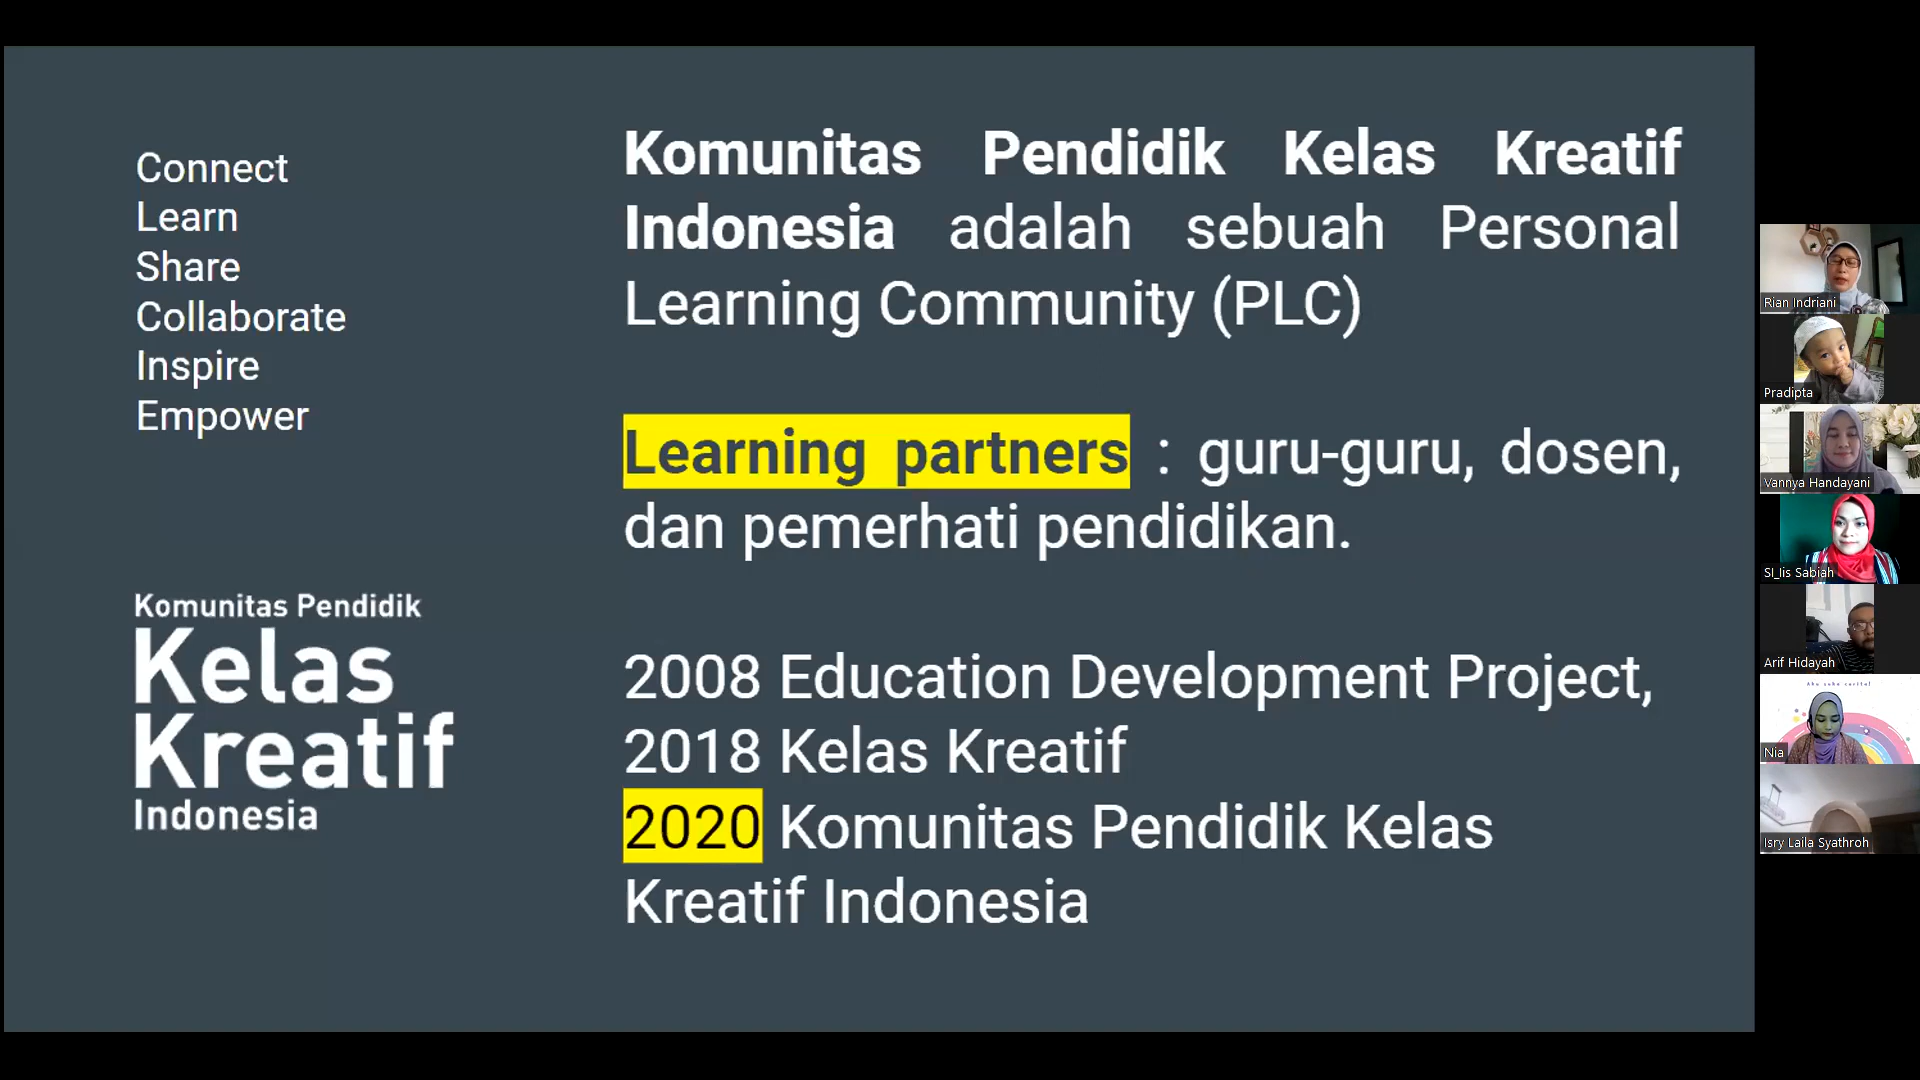 Connect
Learn
Share
Collaborate
Inspire
Empower
Komunitas Pendidik
Kelas
Kreatif
Indonesia
Komunitas Pendidik Kelas Kreatif
Indonesia adalah sebuah Personal
Learning Community (PLC)
Learning partners : guru-guru, dosen,
dan pemerhati pendidikan.
2008 Education Development Project,
2018 Kelas Kreatif
2020 Komunitas Pendidik Kelas
Kreatif Indonesia
Rian Indriani
Pradipta
Vannya Handayani
SI_Iis Sabiah
Arif Hidayah
Nia
Isry Laila Syathroh